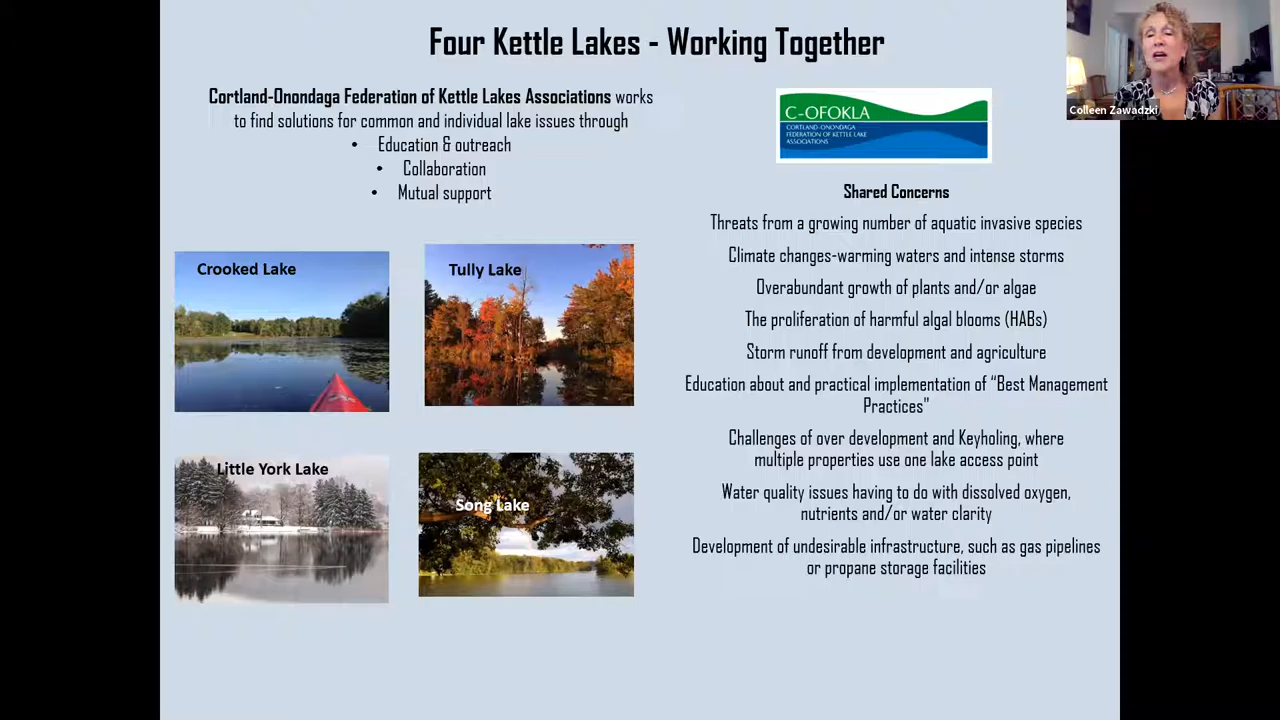 Four Kettle Lakes - Working Together
Colleen Zawadzki
Cortland-Onondaga Federation of Kettle Lakes Associations works
to find solutions for common and individual lake issues through
• Education & outreach
• Collaboration
• Mutual support
C-OFOKLA
CORTLAND-ONONDAGA
FEDERATION OF KETTLE LAKE
ASSOCIATIONS
Crooked Lake
Tully Lake
Little York Lake
Song Lake
Shared Concerns
Threats from a growing number of aquatic invasive species
Climate changes-warming waters and intense storms
Overabundant growth of plants and/or algae
The proliferation of harmful algal blooms (HABs)
Storm runoff from development and agriculture
Education about and practical implementation of “Best Management
Practices"
Challenges of over development and Keyholing, where
multiple properties use one lake access point
Water quality issues having to do with dissolved oxygen,
nutrients and/or water clarity
Development of undesirable infrastructure, such as gas pipelines
or propane storage facilities